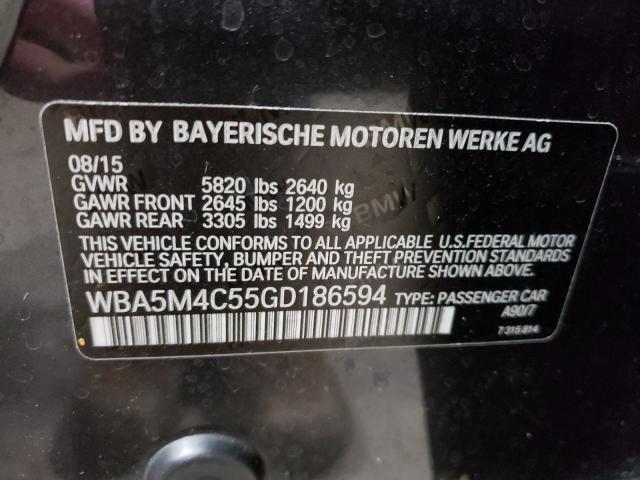 MFD BY BAYERISCHE MOTOREN WERKE AG
08/15
GVWR 5820 lbs 2640 kg
GAWR FRONT 2645 lbs 1200 kg
GAWR REAR 3305 lbs 1499 kg
THIS VEHICLE CONFORMS TO ALL APPLICABLE U.S.FEDERAL MOTOR
VEHICLE SAFETY, BUMPER AND THEFT PREVENTION STANDARDS
IN EFFECT ON THE DATE OF MANUFACTURE SHOWN ABOVE.
WBA5M4C55GD186594 TYPE: PASSENGER CAR
A90/7
7 315 814
BMW